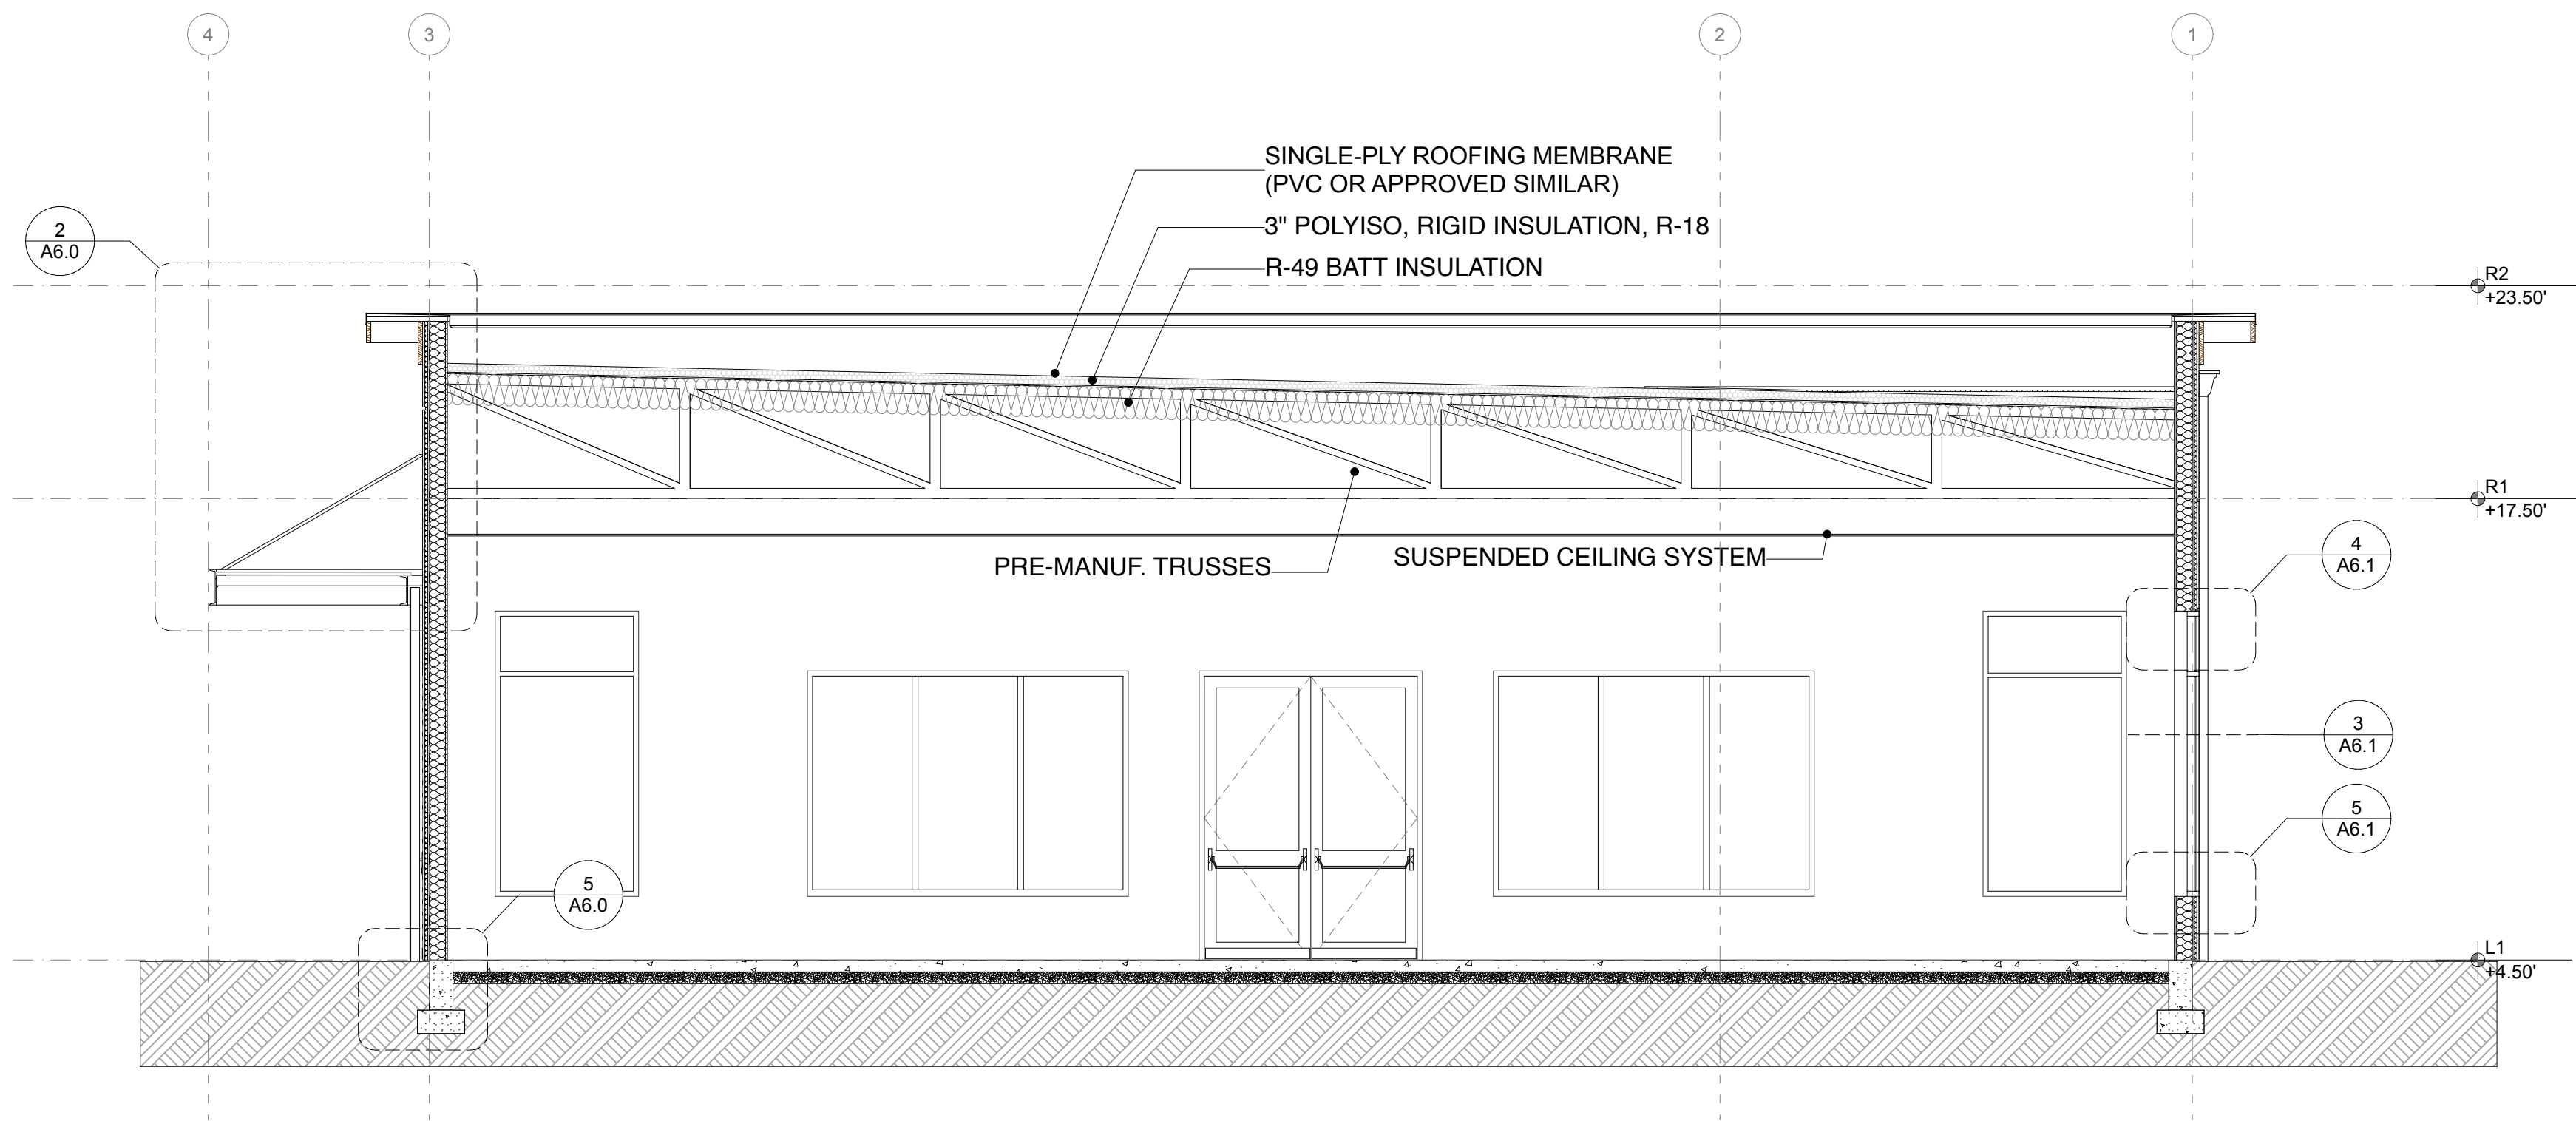 4
3
2
1
SINGLE-PLY ROOFING MEMBRANE
(PVC OR APPROVED SIMILAR)
3" POLYISO, RIGID INSULATION, R-18
2
A6.0
R-49 BATT INSULATION
R2
+23.50'
R1
+17.50'
PRE-MANUF. TRUSSES
SUSPENDED CEILING SYSTEM
4
A6.1
3
A6.1
5
A6.1
5
A6.0
L1
+4.50'